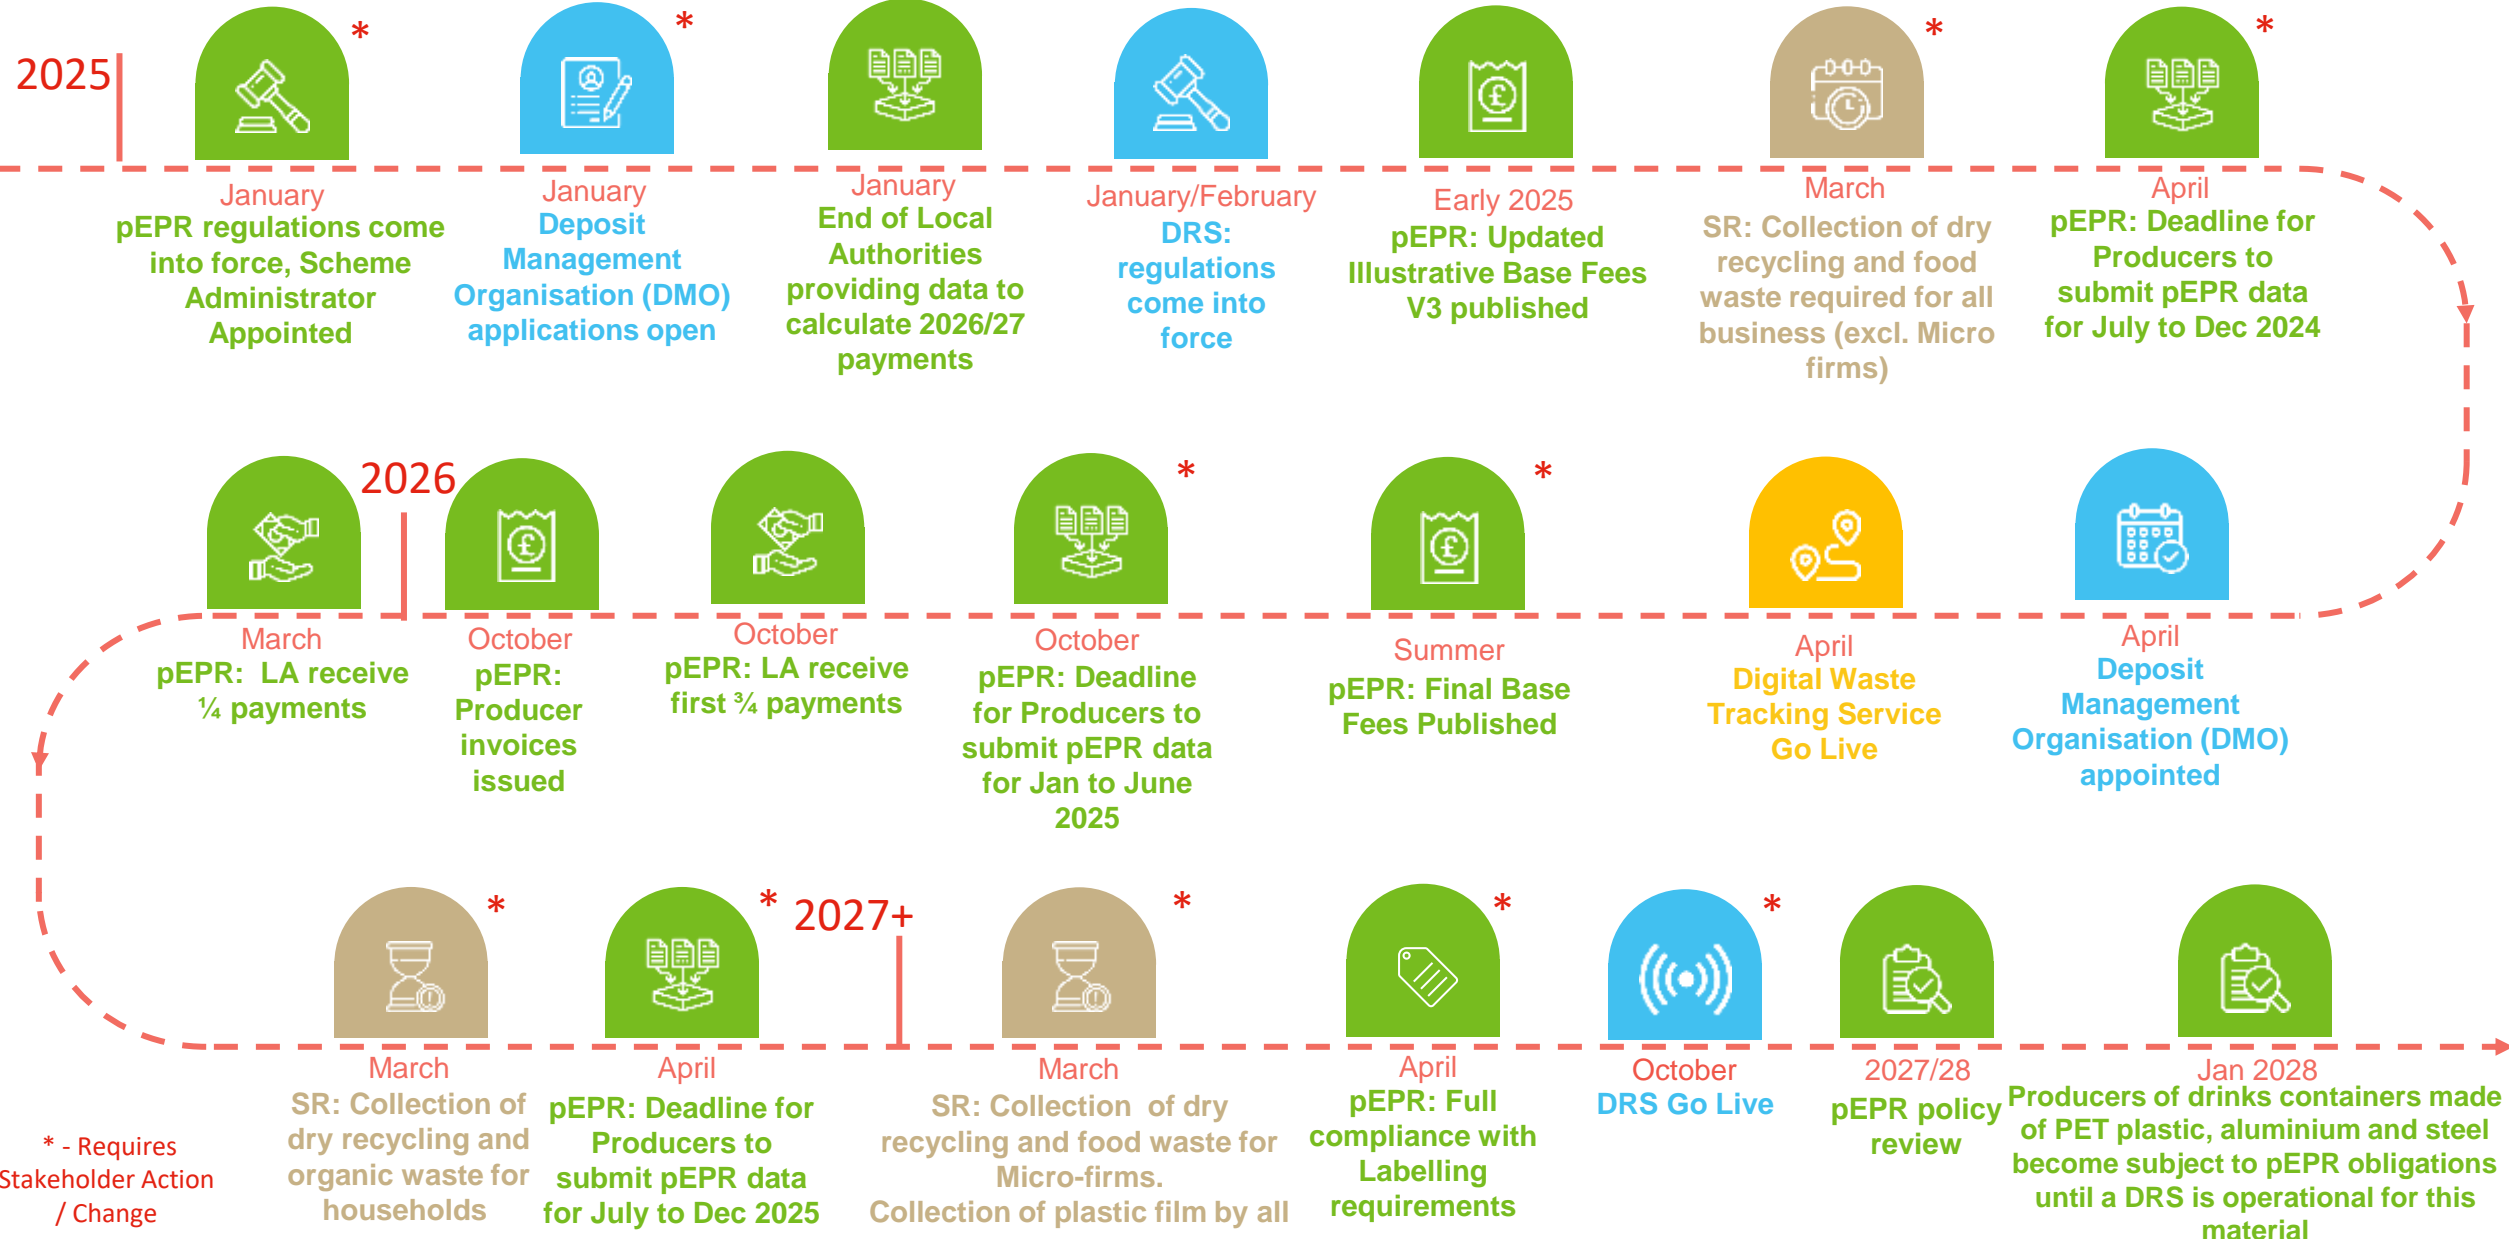 2025
*
January
pEPR regulations come
into force, Scheme
Administrator
Appointed
*
January
Deposit
Management
Organisation (DMO)
applications open
January
End of Local
Authorities
providing data to
calculate 2026/27
payments
January/February
DRS:
regulations
come into
force
Early 2025
pEPR: Updated
Illustrative Base Fees
V3 published
*
March
SR: Collection of dry
recycling and food
waste required for all
business (excl. Micro
firms)
*
April
pEPR: Deadline for
Producers to
submit pEPR data
for July to Dec 2024
April
Deposit
Management
Organisation (DMO)
appointed
April
Digital Waste
Tracking Service
Go Live
*
Summer
pEPR: Final Base
Fees Published
*
October
pEPR: Deadline
for Producers to
submit pEPR data
for Jan to June
2025
October
pEPR: LA receive
first ¾ payments
October
pEPR:
Producer
invoices
issued
2026
March
pEPR: LA receive
¼ payments
*
March
SR: Collection of
dry recycling and
organic waste for
households
*
April
pEPR: Deadline for
Producers to
submit pEPR data
for July to Dec 2025
2027+
*
March
SR: Collection of dry
recycling and food waste for
Micro-firms.
Collection of plastic film by all
*
April
pEPR: Full
compliance with
Labelling
requirements
*
October
DRS Go Live
2027/28
pEPR policy
review
Jan 2028
Producers of drinks containers made
of PET plastic, aluminium and steel
become subject to pEPR obligations
until a DRS is operational for this
material
* - Requires
Stakeholder Action
/ Change